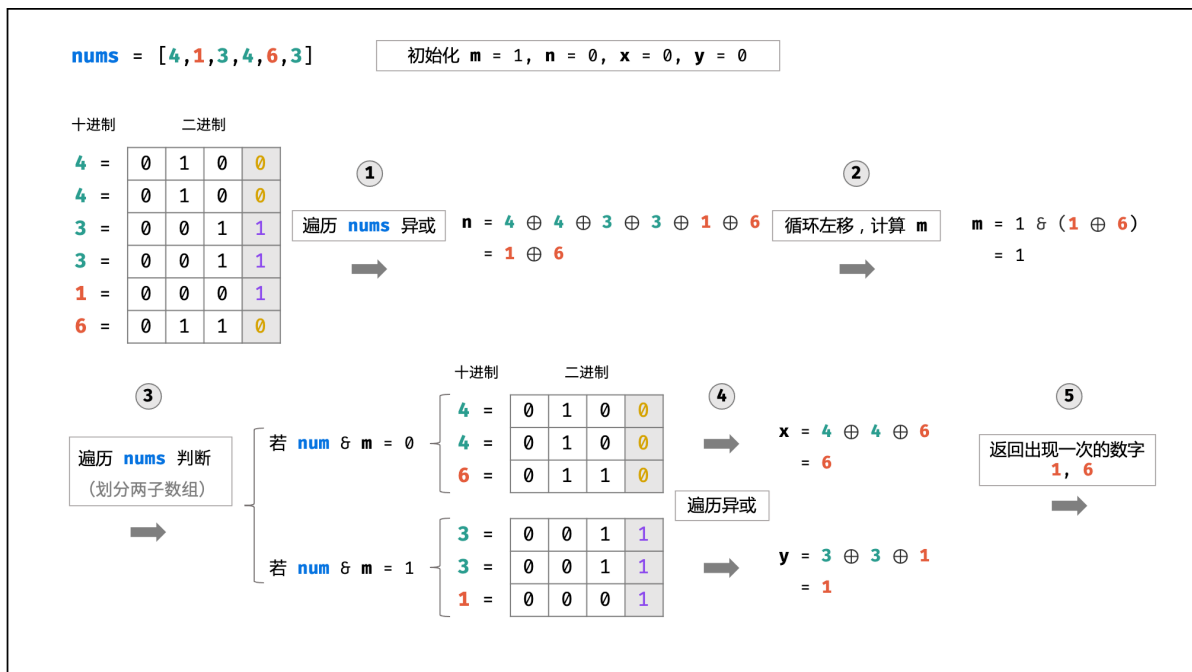 nums = [4,1,3,4,6,3]
初始化 m = 1, n = 0, x = 0, y = 0
十进制 二进制
4 = 0 1 0 0
4 = 0 1 0 0
3 = 0 0 1 1
3 = 0 0 1 1
1 = 0 0 0 1
6 = 0 1 1 0
1
遍历 nums 异或
n = 4 ⊕ 4 ⊕ 3 ⊕ 3 ⊕ 1 ⊕ 6
= 1 ⊕ 6
2
循环左移，计算 m
m = 1 & (1 ⊕ 6)
= 1
3
遍历 nums 判断
（划分两子数组）
若 num & m = 0
十进制 二进制
4 = 0 1 0 0
4 = 0 1 0 0
6 = 0 1 1 0
若 num & m = 1
3 = 0 0 1 1
3 = 0 0 1 1
1 = 0 0 0 1
4
遍历异或
x = 4 ⊕ 4 ⊕ 6
= 6
y = 3 ⊕ 3 ⊕ 1
= 1
5
返回出现一次的数字
1, 6